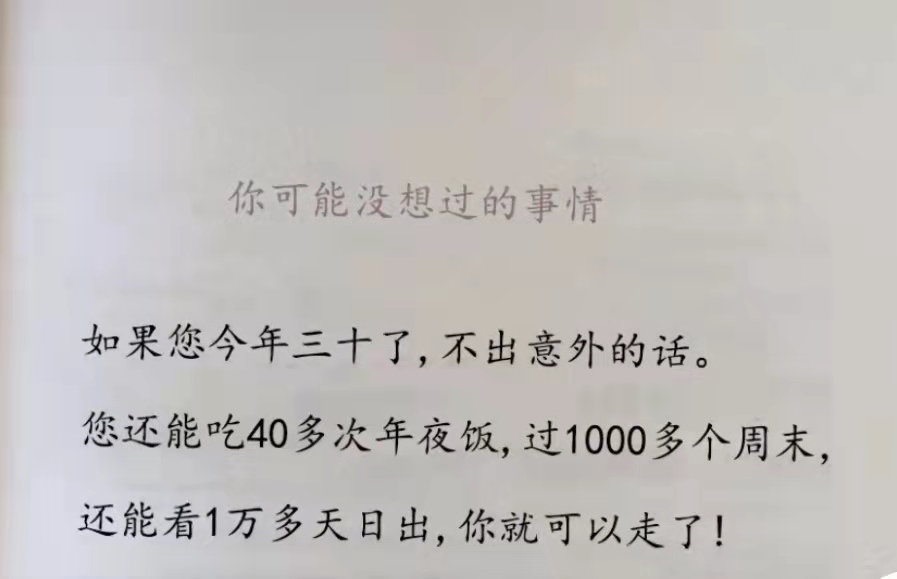 你可能没想过的事情
如果您今年三十了,不出意外的话。
您还能吃40多次年夜饭,过1000多个周末,
还能看1万多天日出,你就可以走了!